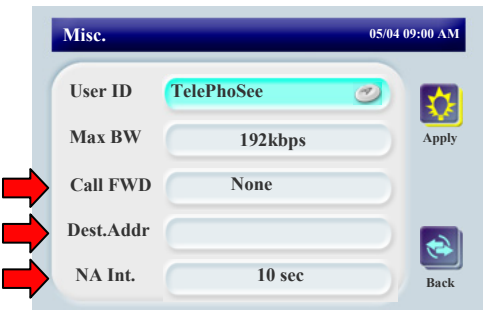 Misc. 05/04 09:00 AM
User ID TelePhoSee
Max BW 192kbps
Apply
Call FWD None
Dest.Addr
NA Int. 10 sec
Back